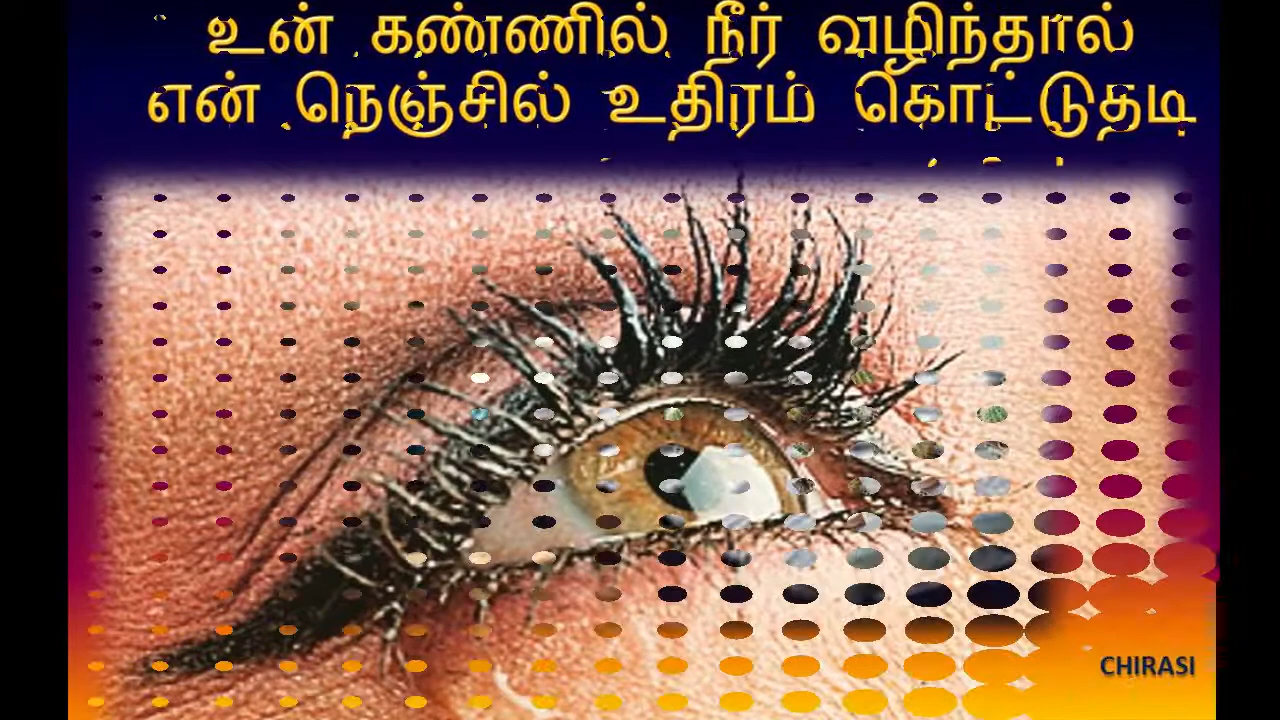 உன் கண்ணில் நீர் வழிந்தால்
என் நெஞ்சில் உதிரம் கொட்டுதடி
CHIRASI